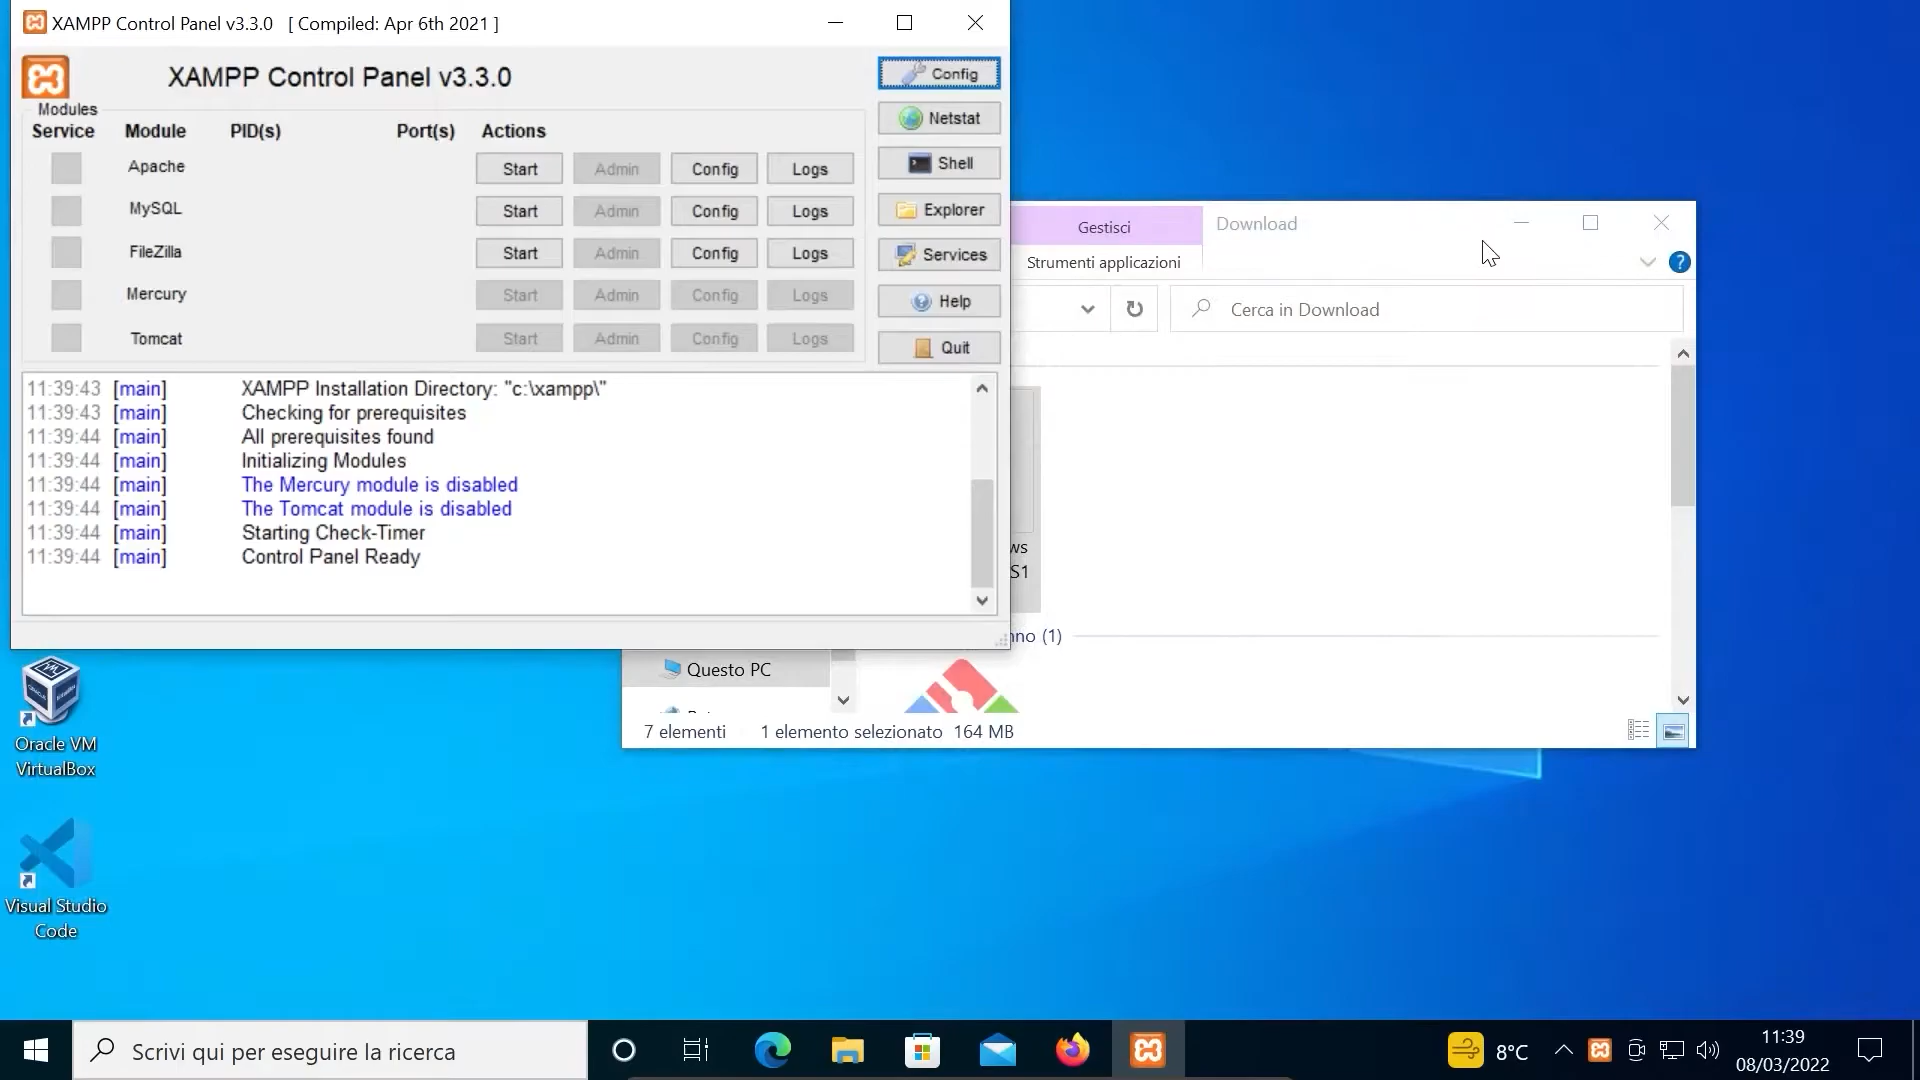 XAMPP Control Panel v3.3.0 [ Compiled: Apr 6th 2021 ]
XAMPP Control Panel v3.3.0
Config
Modules
Service Module PID(s) Port(s) Actions
Netstat
Apache Start Admin Config Logs
Shell
MySQL Start Admin Config Logs
Explorer
FileZilla Start Admin Config Logs
Services
Mercury Start Admin Config Logs
Help
Tomcat Start Admin Config Logs
Quit
11:39:43 [main] XAMPP Installation Directory: "c:\xampp\"
11:39:43 [main] Checking for prerequisites
11:39:44 [main] All prerequisites found
11:39:44 [main] Initializing Modules
11:39:44 [main] The Mercury module is disabled
11:39:44 [main] The Tomcat module is disabled
11:39:44 [main] Starting Check-Timer
11:39:44 [main] Control Panel Ready
Gestisci Download
Strumenti applicazioni
?
Cerca in Download
ws
S1
nno (1)
Questo PC
7 elementi 1 elemento selezionato 164 MB
Oracle VM
VirtualBox
Visual Studio
Code
Scrivi qui per eseguire la ricerca
8°C
11:39
08/03/2022